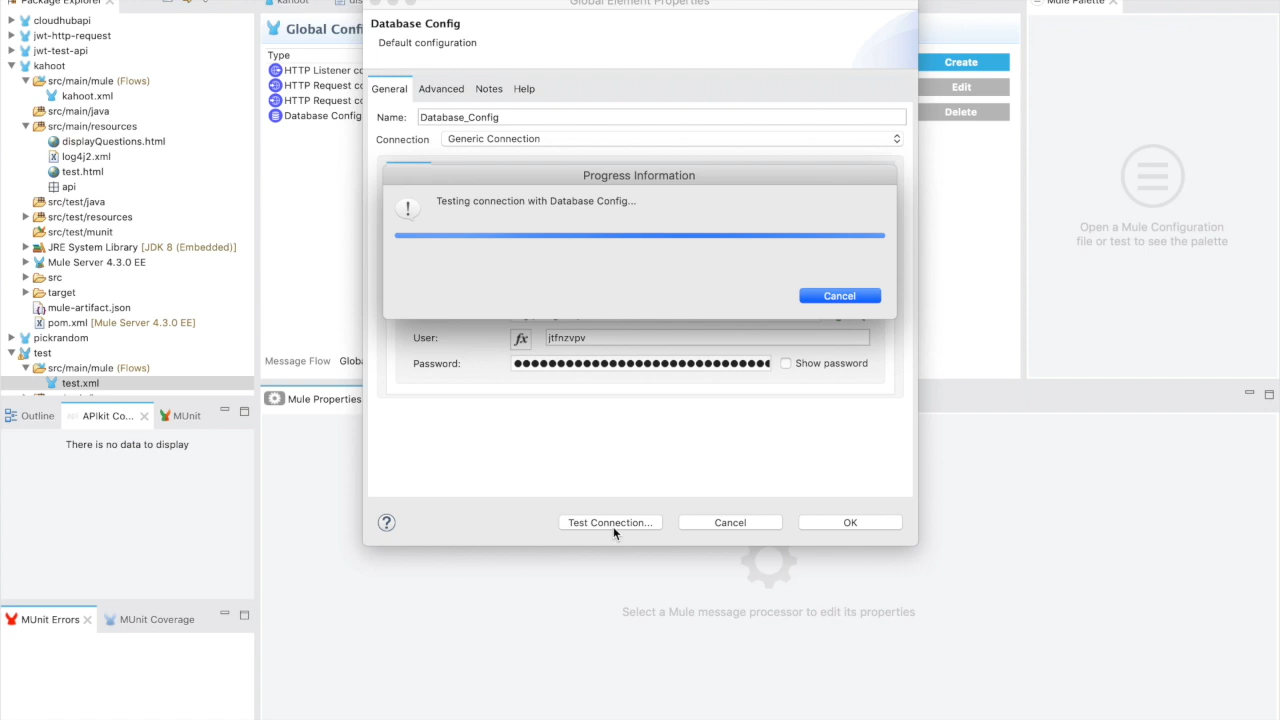 Package Explorer
cloudhubapi
jwt-http-request
jwt-test-api
kahoot
src/main/mule (Flows)
kahoot.xml
src/main/java
src/main/resources
displayQuestions.html
log4j2.xml
test.html
api
src/test/java
src/test/resources
src/test/munit
JRE System Library [JDK 8 (Embedded)]
Mule Server 4.3.0 EE
src
target
mule-artifact.json
pom.xml [Mule Server 4.3.0 EE]
pickrandom
test
src/main/mule (Flows)
test.xml
Outline
APIkit Co...
MUnit
There is no data to display
MUnit Errors
MUnit Coverage
kahoot
Global Confi
Type
HTTP Listener co
HTTP Request co
HTTP Request co
Database Config
Message Flow
Globa
Mule Properties
Global Element Properties
Database Config
Default configuration
General
Advanced
Notes
Help
Name:
Database_Config
Connection
Generic Connection
Progress Information
Testing connection with Database Config...
Cancel
User:
fx
jtfnzvpv
Password:
Show password
?
Test Connection...
Cancel
OK
Create
Edit
Delete
Mule Palette
Open a Mule Configuration
file or test to see the palette
Select a Mule message processor to edit its properties